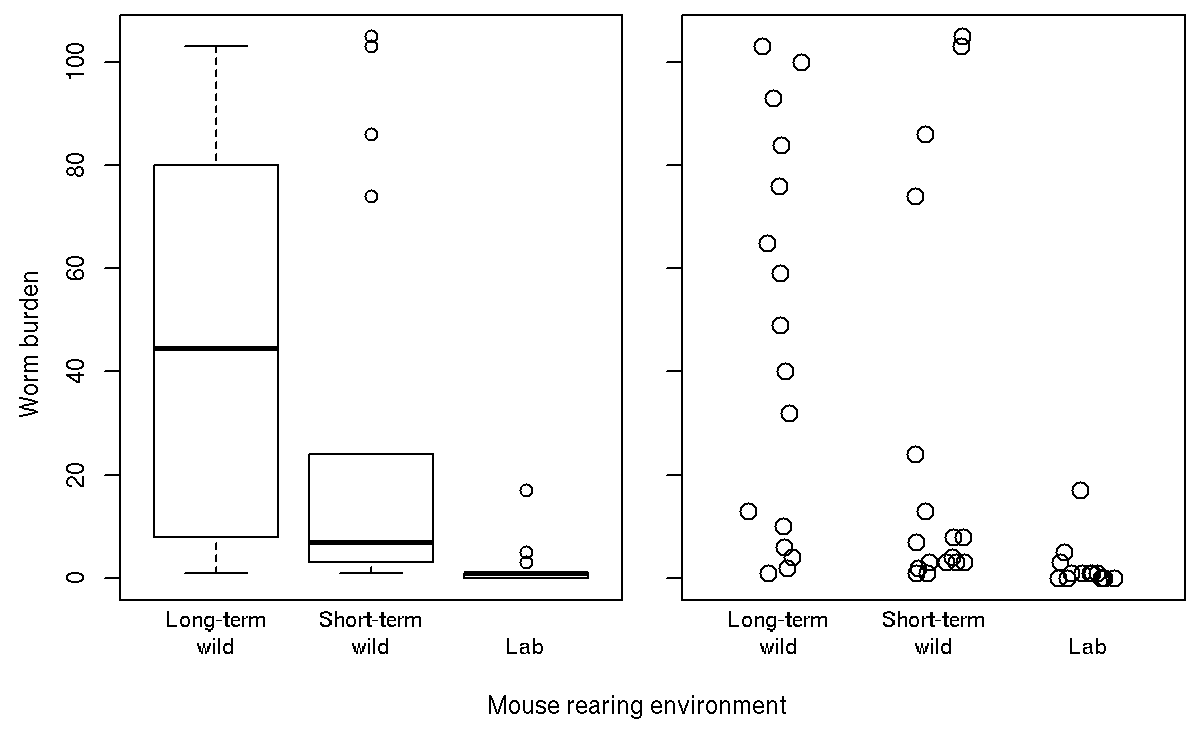 Worm burden
100
80
60
40
20
0
Long-term
wild
Short-term
wild
Lab
Long-term
wild
Short-term
wild
Lab
Mouse rearing environment